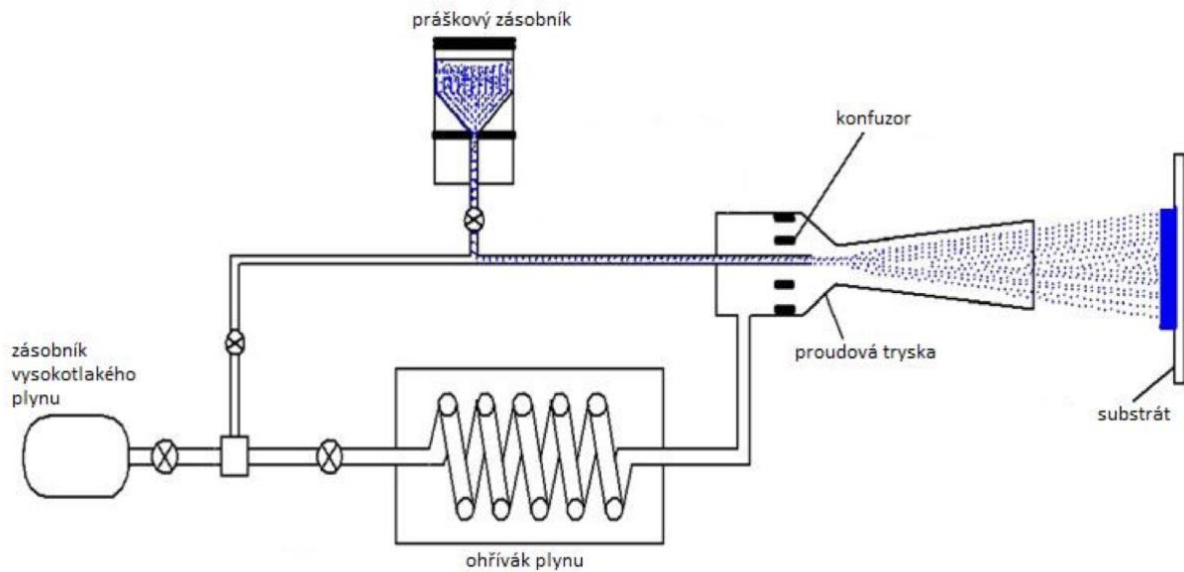 práškový zásobník
konfuzor
proudová tryska
zásobník
vysokotlakého
plynu
substrát
ohřívák plynu